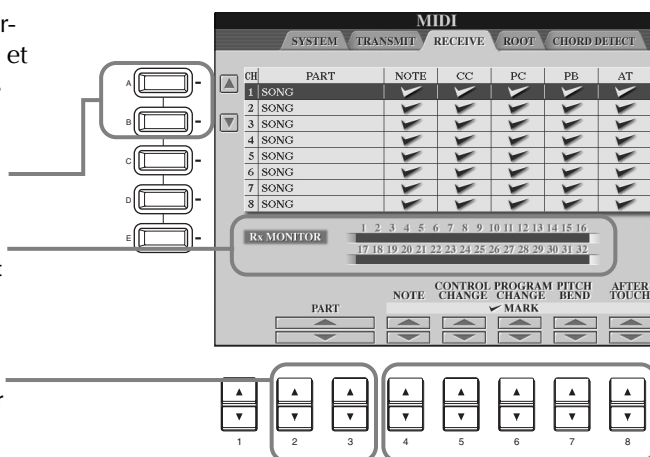 r-
et
MIDI
SYSTEM TRANSMIT RECEIVE ROOT CHORD DETECT
CH PART NOTE CC PC PB AT
1 SONG
2 SONG
3 SONG
4 SONG
5 SONG
6 SONG
7 SONG
8 SONG
A
B
C
D
E
Rx MONITOR
1 2 3 4 5 6 7 8 9 10 11 12 13 14 15 16
17 18 19 20 21 22 23 24 25 26 27 28 29 30 31 32
t
PART NOTE CONTROL CHANGE PROGRAM CHANGE PITCH BEND AFTER TOUCH
MARK
r
1 2 3 4 5 6 7 8